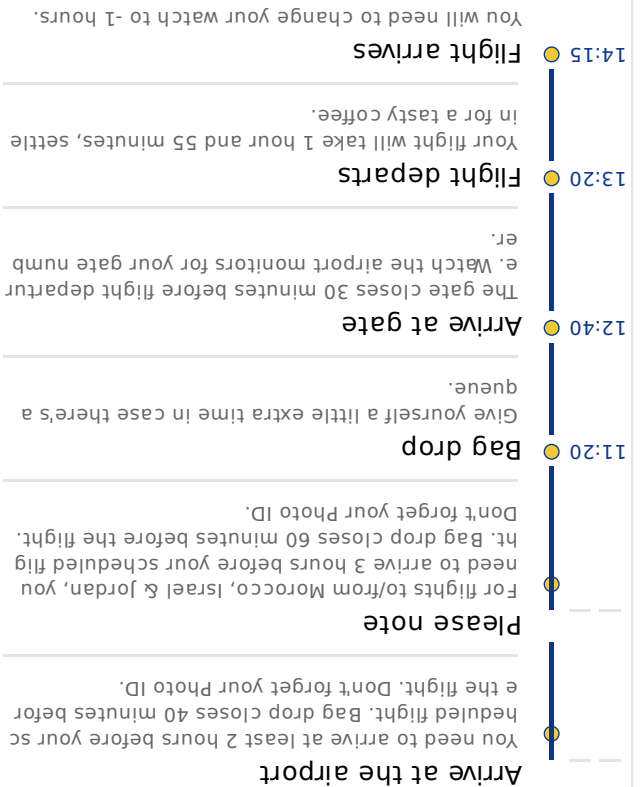 Arrive at the airport
You need to arrive at least 2 hours before your sc
heduled flight. Bag drop closes 40 minutes befor
e the flight. Don't forget your Photo ID.
Please note
For flights to/from Morocco, Israel & Jordan, you
need to arrive 3 hours before your scheduled flig
ht. Bag drop closes 60 minutes before the flight.
Don't forget your Photo ID.
11:20
Bag drop
Give yourself a little extra time in case there's a
queue.
12:40
Arrive at gate
The gate closes 30 minutes before flight departur
e. Watch the airport monitors for your gate numb
er.
13:20
Flight departs
Your flight will take 1 hour and 55 minutes, settle
in for a tasty coffee.
14:15
Flight arrives
You will need to change your watch to -1 hours.